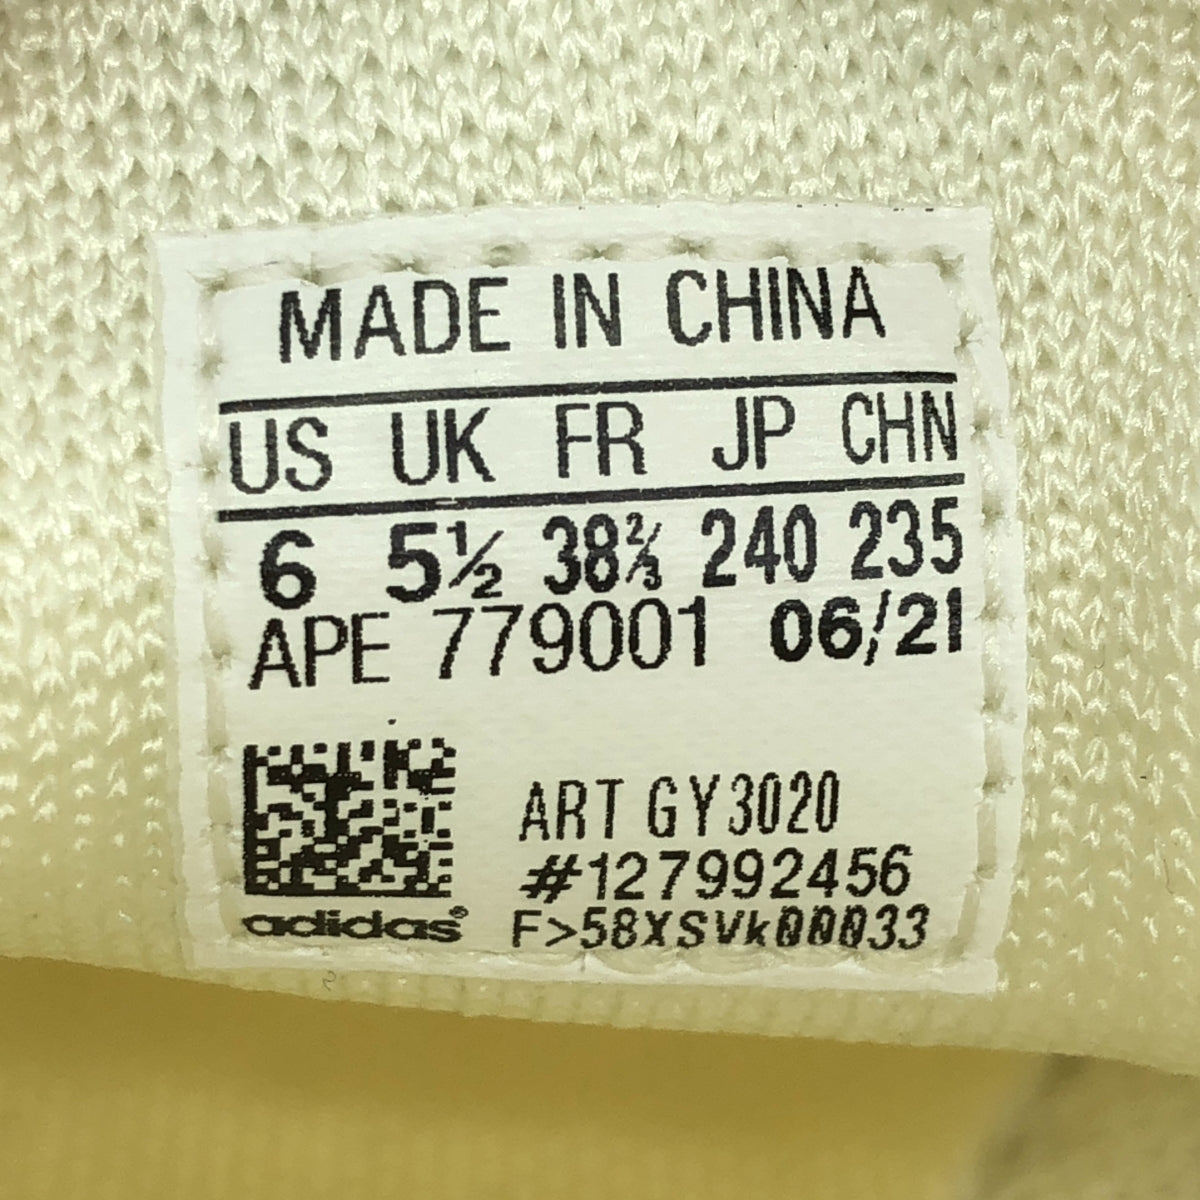 MADE IN CHINA
US UK FR JP CHN
6 5½ 38⅔ 240 235
APE 779001 06/21
ART GY3020
#127992456
adidas® F>58XSVk00033